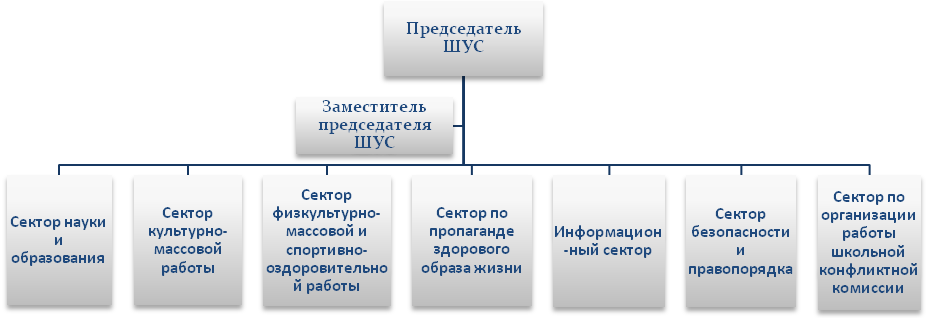 Председатель
ШУС
Заместитель
председателя
ШУС
Сектор науки
и
образования
Сектор
культурно-
массовой
работы
Сектор
физкультурно-
массовой и
спортивно-
оздоровительно
й работы
Сектор по
пропаганде
здорового
образа жизни
Информацион
-ный сектор
Сектор
безопасности
и
правопорядка
Сектор по
организации
работы
школьной
конфликтной
комиссии